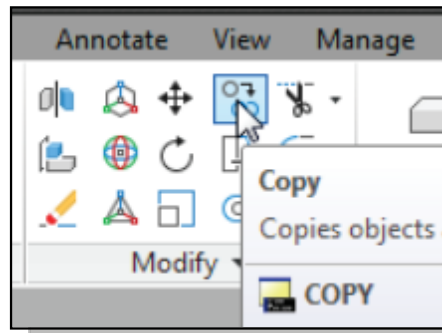 Annotate View Manage
Copy
Copies objects
Modify
COPY